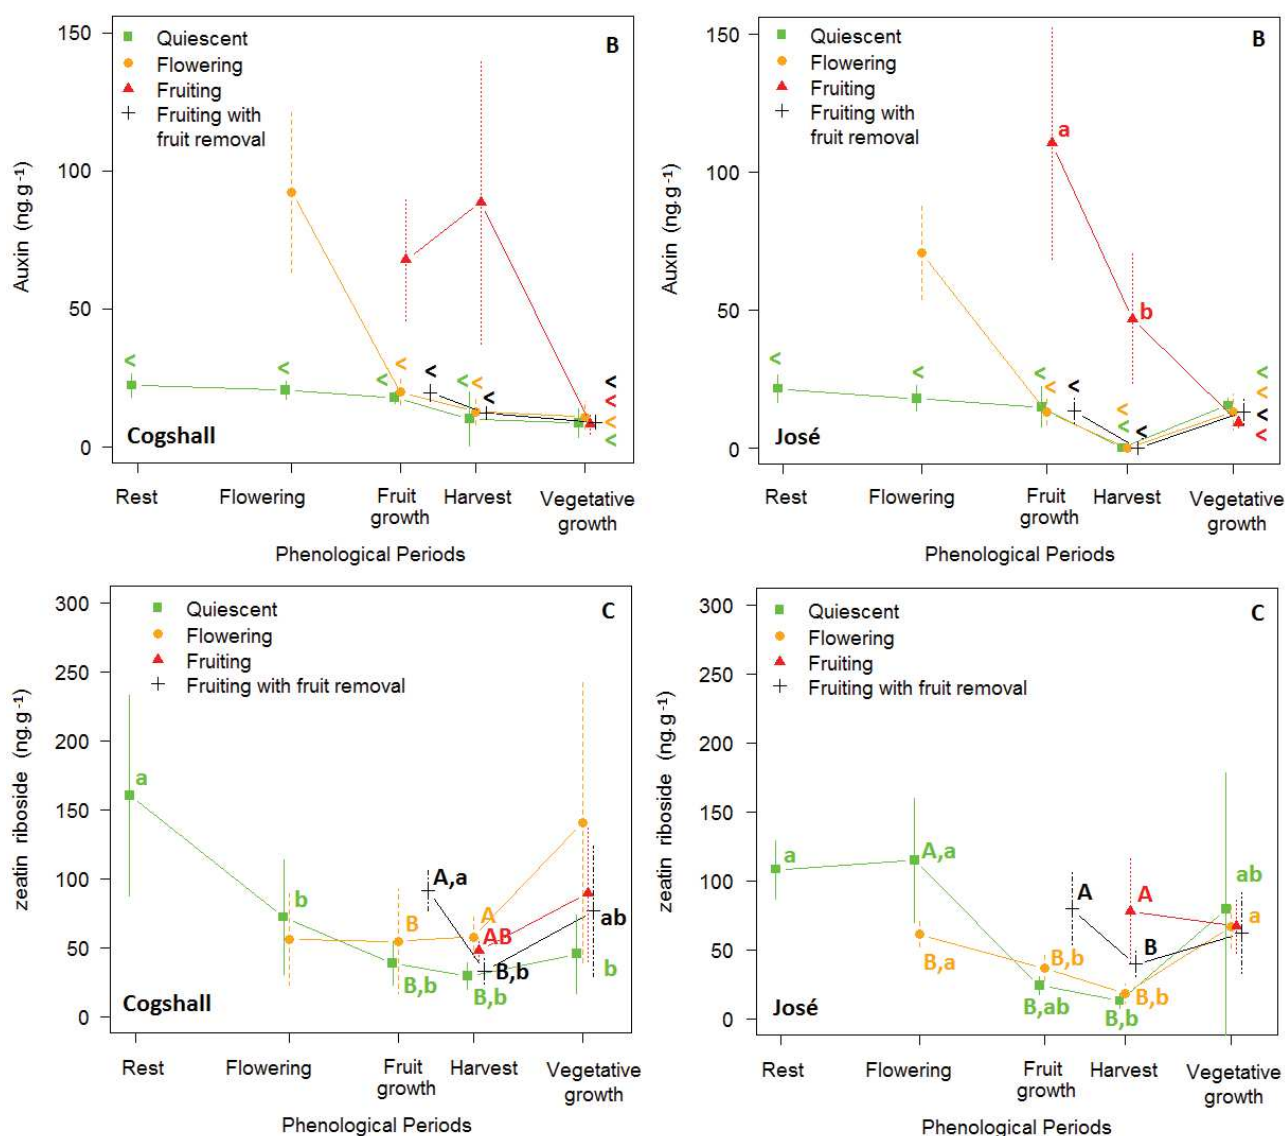 B
Quiescent
Flowering
Fruiting
Fruiting with
fruit removal
Auxin (ng.g⁻¹)
150
100
50
0
a
b
<
<
<
<
<
<
<
<
<
<
<
<
<
Cogshall
Rest
Flowering
Fruit
growth
Harvest
Vegetative
growth
Phenological Periods
B
Quiescent
Flowering
Fruiting
Fruiting with
fruit removal
Auxin (ng.g⁻¹)
150
100
50
0
<
<
<
<
<
<
<
<
<
<
<
<
José
Rest
Flowering
Fruit
growth
Harvest
Vegetative
growth
Phenological Periods
C
Quiescent
Flowering
Fruiting
Fruiting with fruit removal
zeatin riboside (ng.g⁻¹)
300
250
200
150
100
50
0
a
b
A,a
B
A
AB
B,b
B,b
B,b
ab
b
Cogshall
Rest
Flowering
Fruit
growth
Harvest
Vegetative
growth
Phenological Periods
C
Quiescent
Flowering
Fruiting
Fruiting with fruit removal
zeatin riboside (ng.g⁻¹)
300
250
200
150
100
50
0
a
A,a
B,a
A
A
B
B,b
B,ab
B,b
B,b
ab
a
José
Rest
Flowering
Fruit
growth
Harvest
Vegetative
growth
Phenological Periods